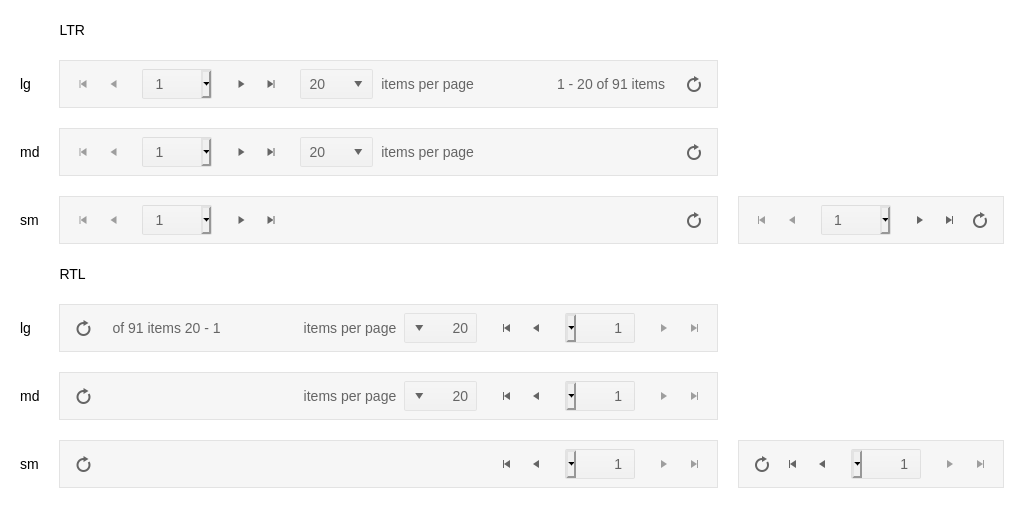 LTR
lg 1 20 items per page 1 - 20 of 91 items
md 1 20 items per page
sm 1 1
RTL
lg of 91 items 20 - 1 items per page 20 1
md items per page 20 1
sm 1 1